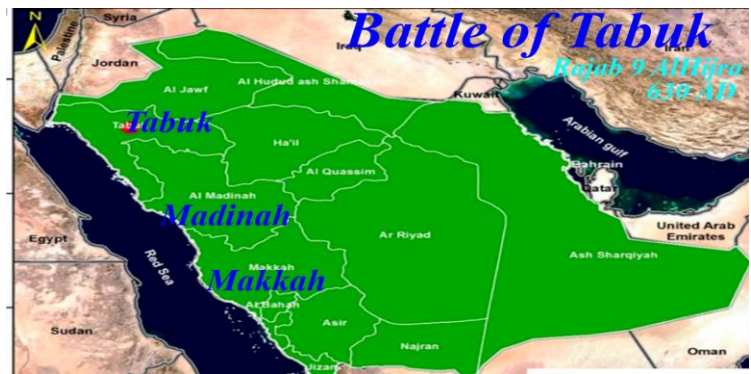 Battle of Tabuk
Rajab 9 AlHijra
630 AD
N
Syria
Palestine
Iraq
Iran
Jordan
Al Jawf
Al Hudud ash Shamaliyah
Kuwait
Tabuk
Ha'il
Arabian gulf
Al Quassim
Bahrain
Qatar
Al Madinah
Madinah
Ar Riyad
United Arab
Emirates
Egypt
Red Sea
Makkah
Makkah
Ash Sharqiyah
Al Bahah
Asir
Sudan
Najran
Oman
Jizan